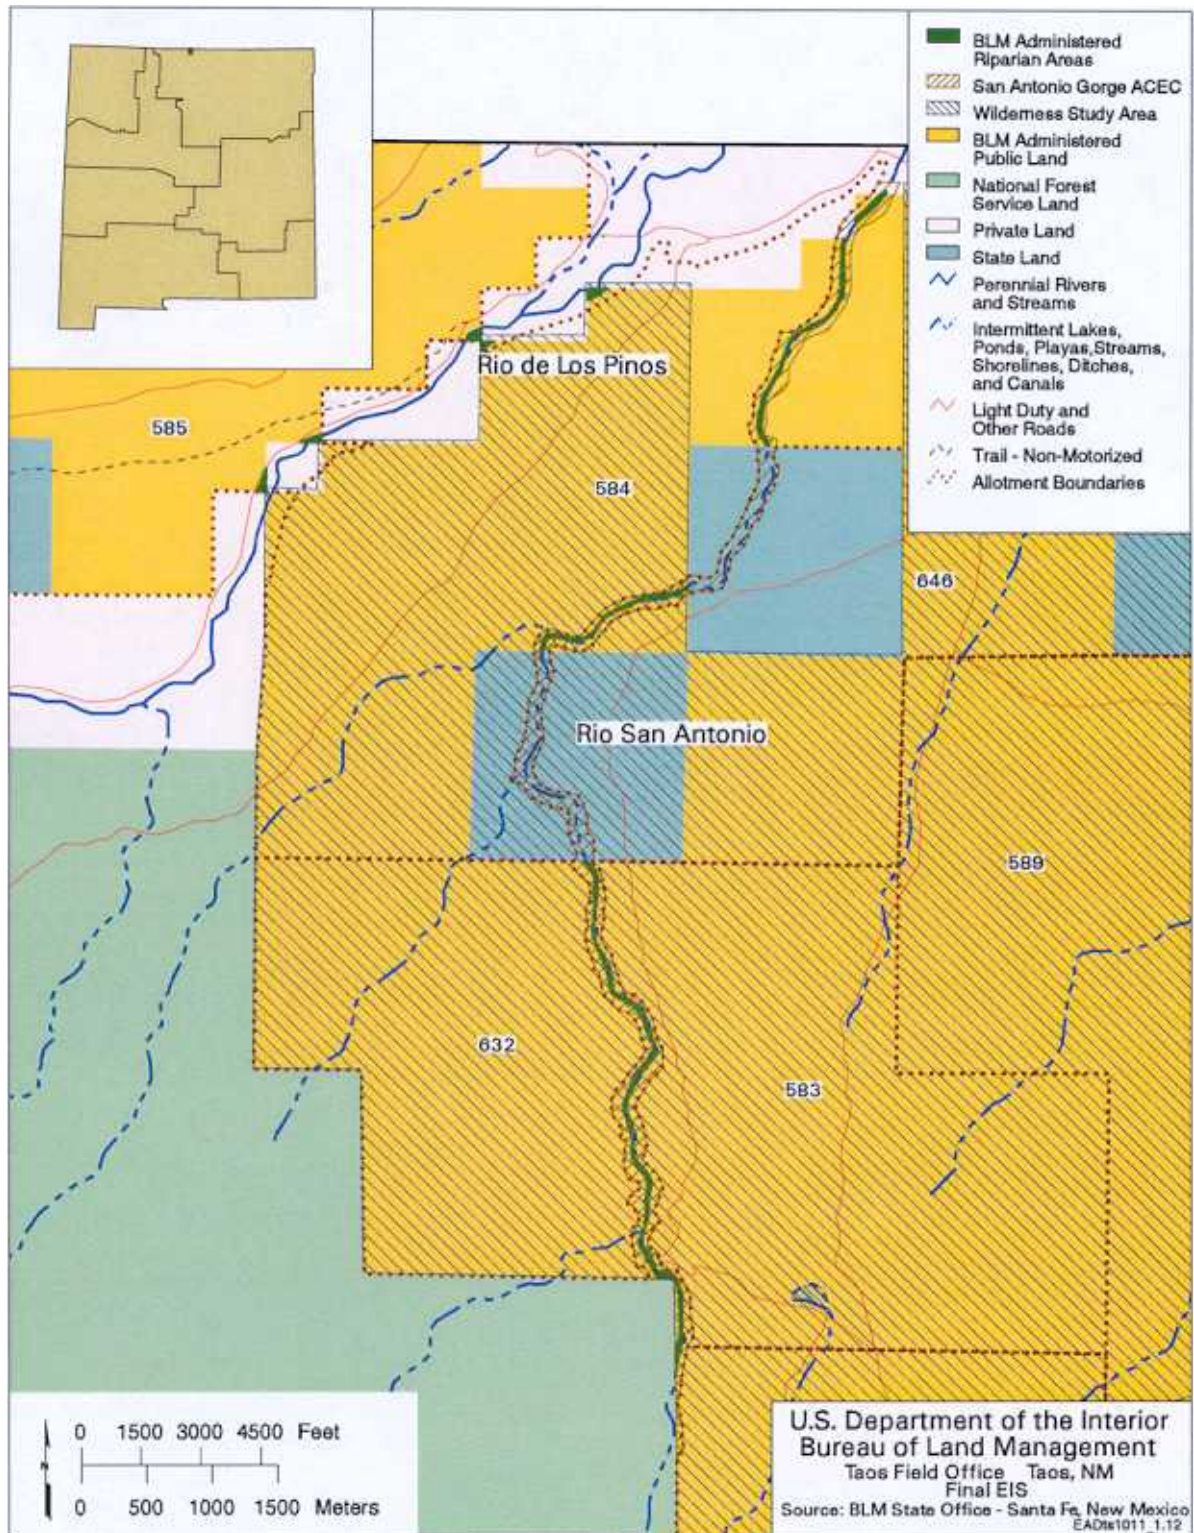 BLM Administered
Riparian Areas
San Antonio Gorge ACEC
Wilderness Study Area
BLM Administered
Public Land
National Forest
Service Land
Private Land
State Land
Perennial Rivers
and Streams
Intermittent Lakes,
Ponds, Playas,Streams,
Shorelines, Ditches,
and Canals
Light Duty and
Other Roads
Trail - Non-Motorized
Allotment Boundaries
Rio de Los Pinos
585
584
646
Rio San Antonio
589
632
583
0 1500 3000 4500 Feet
N
0 500 1000 1500 Meters
U.S. Department of the Interior
Bureau of Land Management
Taos Field Office Taos, NM
Final EIS
Source: BLM State Office - Santa Fe, New Mexico
EADts1011_1.12